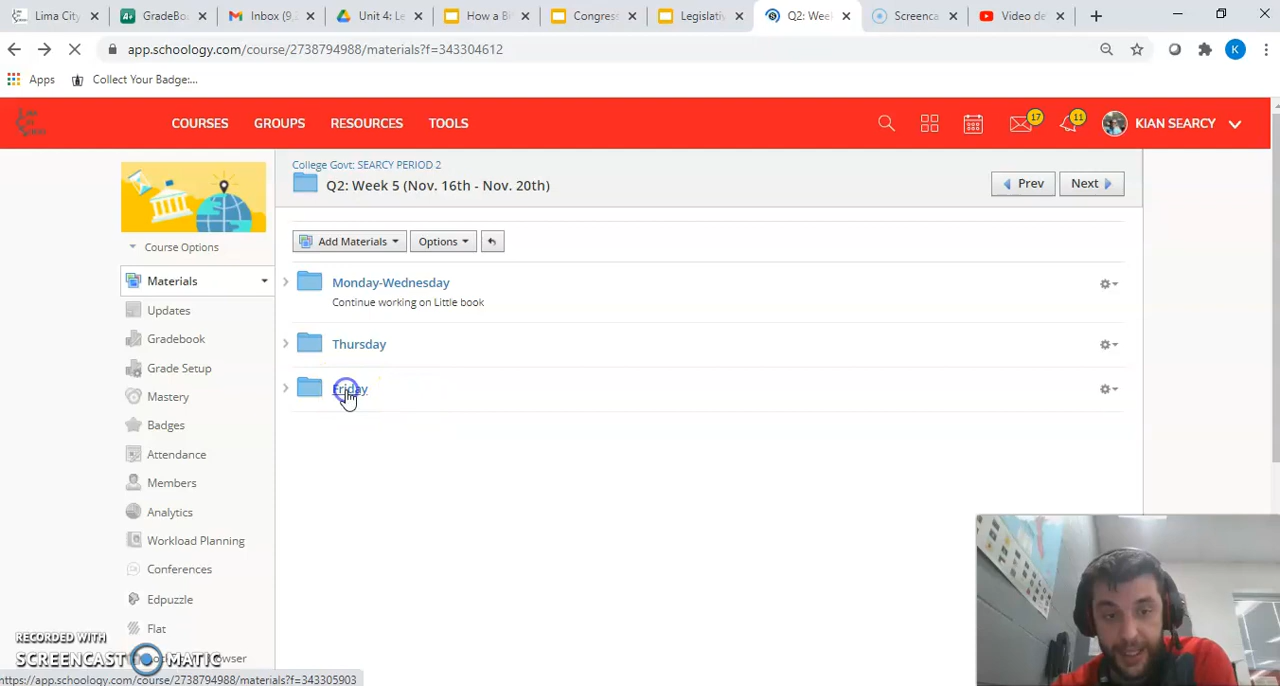 Lima City
GradeBo
Inbox (9,2
Unit 4: Le
How a Bi
Congress
Legislativ
Q2: Weel
Screenca
Video de
app.schoology.com/course/2738794988/materials?f=343304612
K
Apps
Collect Your Badge:...
COURSES
GROUPS
RESOURCES
TOOLS
17
11
KIAN SEARCY
College Govt: SEARCY PERIOD 2
Q2: Week 5 (Nov. 16th - Nov. 20th)
Prev
Next
Course Options
Add Materials
Options
Materials
Monday-Wednesday
Continue working on Little book
Updates
Gradebook
Thursday
Grade Setup
Friday
Mastery
Badges
Attendance
Members
Analytics
Workload Planning
Conferences
Edpuzzle
Flat
RECORDED WITH
SCREENCAST MATIC
https://app.schoology.com/course/2738794988/materials?f=343305903